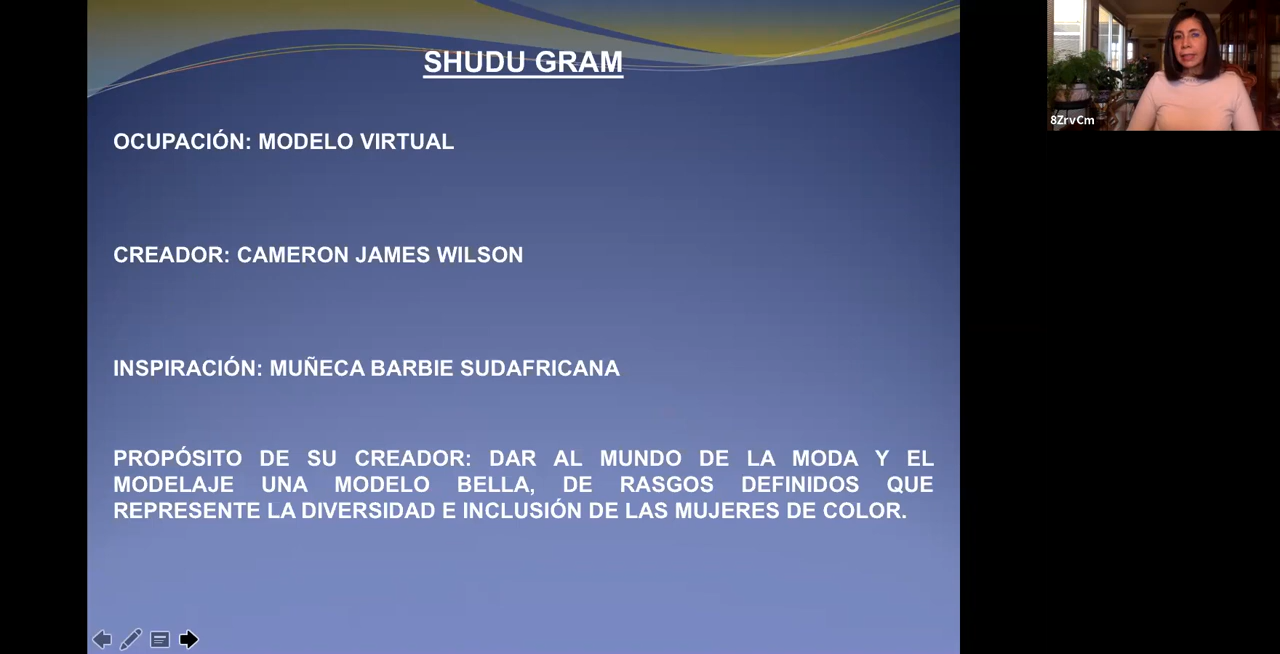 SHUDU GRAM
OCUPACIÓN: MODELO VIRTUAL
CREADOR: CAMERON JAMES WILSON
INSPIRACIÓN: MUÑECA BARBIE SUDAFRICANA
PROPÓSITO DE SU CREADOR: DAR AL MUNDO DE LA MODA Y EL
MODELAJE UNA MODELO BELLA, DE RASGOS DEFINIDOS QUE
REPRESENTE LA DIVERSIDAD E INCLUSIÓN DE LAS MUJERES DE COLOR.
8ZrvCm